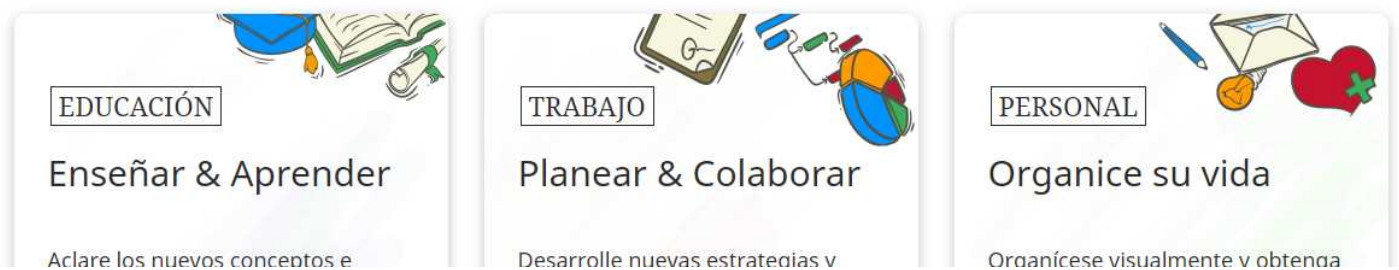 EDUCACIÓN
Enseñar & Aprender
Aclare los nuevos conceptos e
TRABAJO
Planear & Colaborar
Desarrolle nuevas estrategias y
PERSONAL
Organice su vida
Organícese visualmente y obtenga